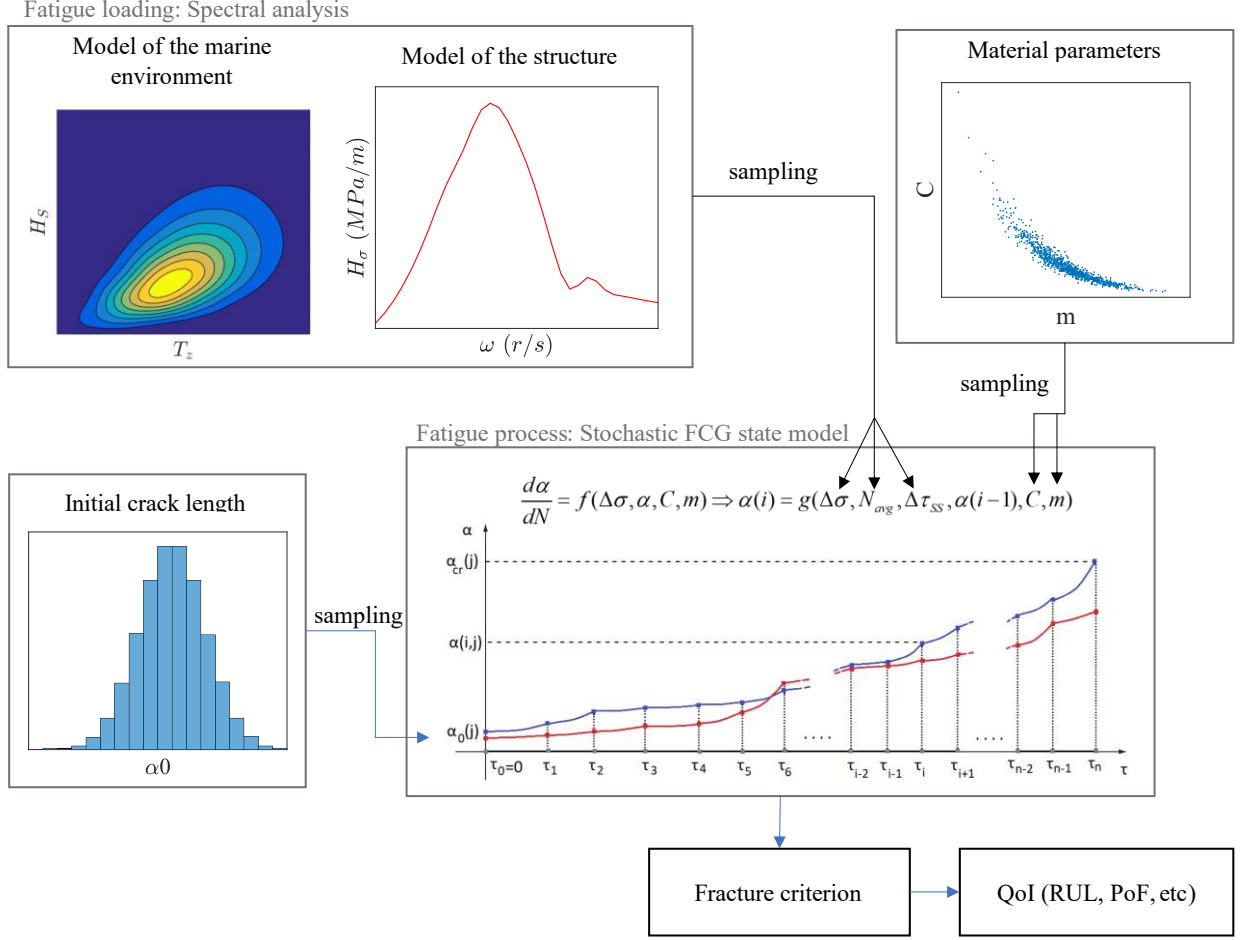 Fatigue loading: Spectral analysis
Model of the marine
environment
H_S
T_z
Model of the structure
H_σ (MPa/m)
ω (r/s)
sampling
Material parameters
C
m
sampling
Fatigue process: Stochastic FCG state model
dα/dN = f(Δσ, α, C, m) ⇒ α(i) = g(Δσ, N_avg, Δτ_SS, α(i−1), C, m)
Initial crack length
α0
sampling
α
α_cr(j)
α(i,j)
α_0(j)
.... ....
τ_0=0 τ_1 τ_2 τ_3 τ_4 τ_5 τ_6 τ_i-2 τ_i-1 τ_i τ_i+1 τ_n-2 τ_n-1 τ_n τ
Fracture criterion
QoI (RUL, PoF, etc)